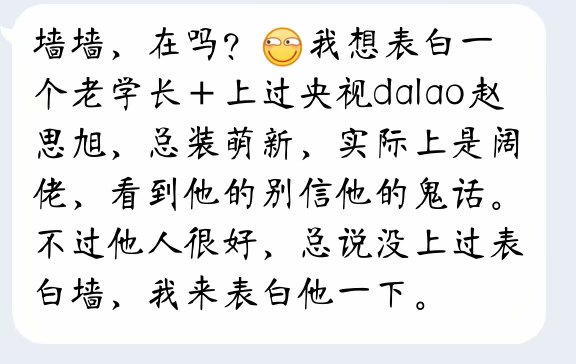 墙墙，在吗？我想表白一
个老学长＋上过央视dalao赵
思旭，总装萌新，实际上是阔
佬，看到他的别信他的鬼话。
不过他人很好，总说没上过表
白墙，我来表白他一下。